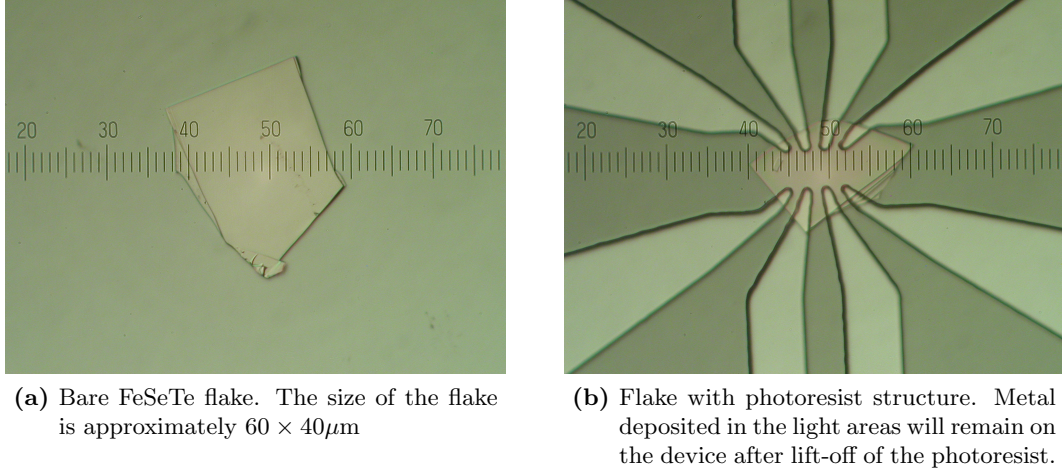 20 30 40 50 60 70
20 30 40 50 60 70
(a) Bare FeSeTe flake. The size of the flake
is approximately 60 × 40μm
(b) Flake with photoresist structure. Metal
deposited in the light areas will remain on
the device after lift-off of the photoresist.